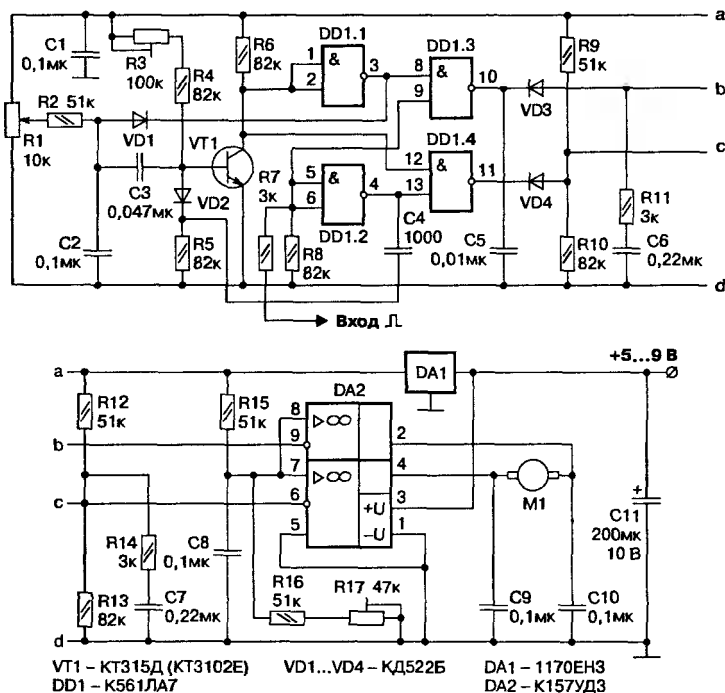 a
C1
0,1мк
R3
100к
R4
82к
R6
82к
DD1.1
1
2
&
3
DD1.3
8
9
&
10
R9
51к
b
VD3
R2 51к
R1
10к
VD1
VT1
C3
0,047мк
VD2
R7
3к
5
6
&
4
DD1.2
DD1.4
12
13
&
11
VD4
c
C4
1000
R11
3к
C2
0,1мк
R5
82к
R8
82к
C5
0,01мк
R10
82к
C6
0,22мк
d
Вход
+5...9 В
a
DA1
R12
51к
R15
51к
DA2
8
9
▷∞
2
b
7
▷∞
4
c
6
+U
3
5
–U
1
M1
R14
3к
C8
0,1мк
+
C11
200мк
10 В
R13
82к
C7
0,22мк
R16
51к
R17
47к
C9
0,1мк
C10
0,1мк
d
VT1 – КТ315Д (КТ3102Е) VD1...VD4 – КД522Б DA1 – 1170ЕН3
DD1 – К561ЛА7 DA2 – К157УД3